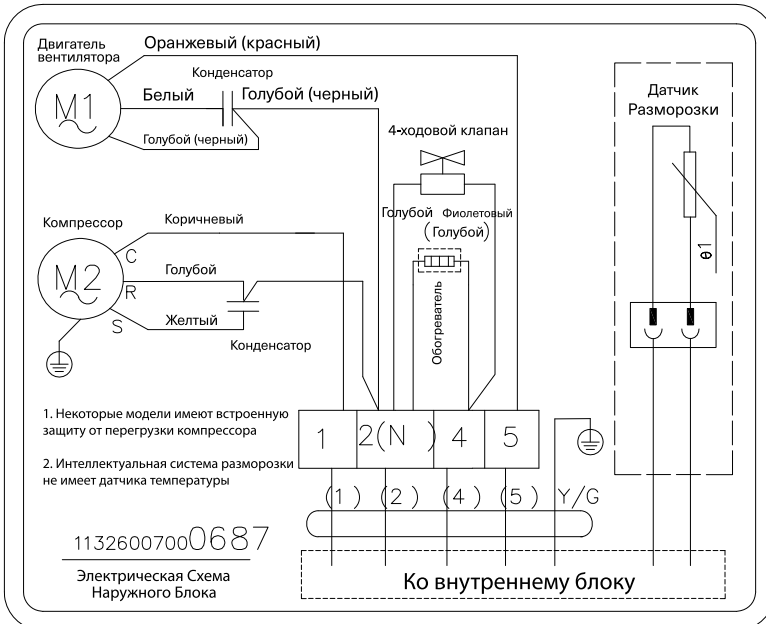 Двигатель
вентилятора
Оранжевый (красный)
Конденсатор
M1
Белый
Голубой (черный)
Голубой (черный)
4-ходовой клапан
Датчик
Разморозки
θ1
Компрессор
Коричневый
M2
C
R
S
Голубой
Желтый
Конденсатор
Голубой Фиолетовый
(Голубой)
Обогреватель
1 2(N ) 4 5
(1) (2) (4) (5) Y/G
1. Некоторые модели имеют встроенную
защиту от перегрузки компрессора
2. Интеллектуальная система разморозки
не имеет датчика температуры
11326007000687
Электрическая Схема
Наружного Блока
Ко внутреннему блоку